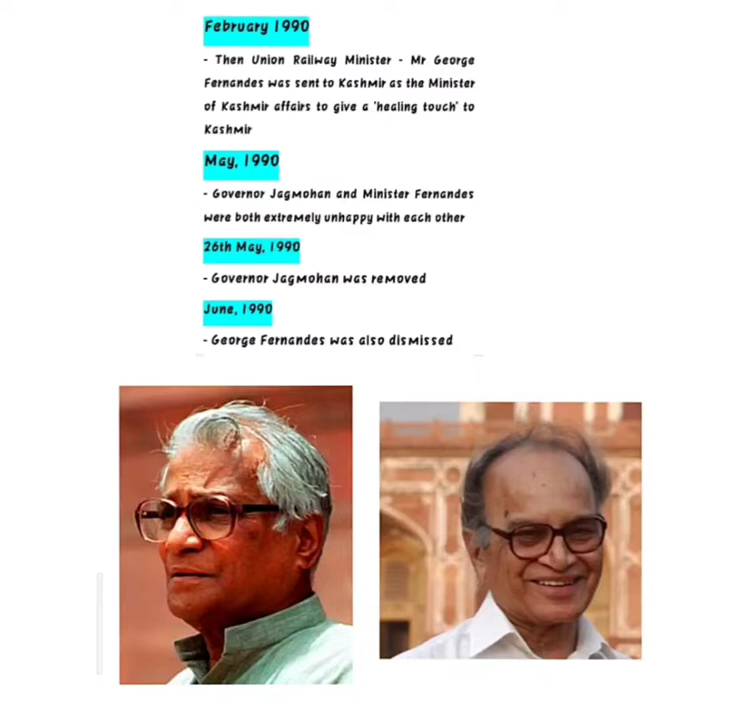 February 1990
- Then Union Railway Minister - Mr George
Fernandes was sent to Kashmir as the Minister
of Kashmir affairs to give a 'healing touch' to
Kashmir
May, 1990
- Governor Jagmohan and Minister Fernandes
were both extremely unhappy with each other
26th May, 1990
- Governor Jagmohan was removed
June, 1990
- George Fernandes was also dismissed